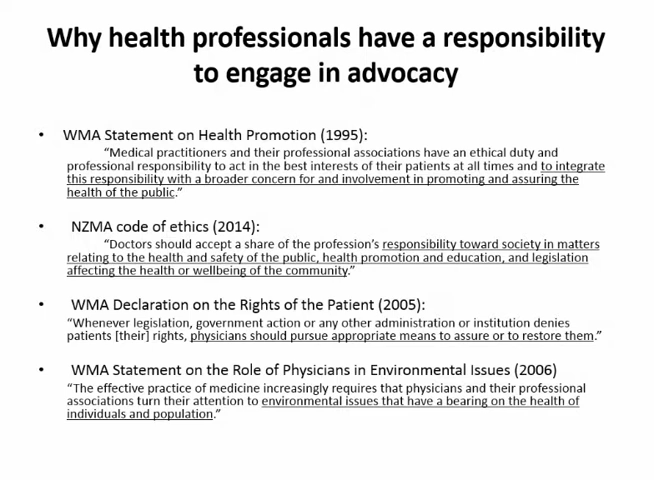 Why health professionals have a responsibility
to engage in advocacy
• WMA Statement on Health Promotion (1995):
“Medical practitioners and their professional associations have an ethical duty and
professional responsibility to act in the best interests of their patients at all times and to integrate
this responsibility with a broader concern for and involvement in promoting and assuring the
health of the public.”
• NZMA code of ethics (2014):
“Doctors should accept a share of the profession’s responsibility toward society in matters
relating to the health and safety of the public, health promotion and education, and legislation
affecting the health or wellbeing of the community.”
• WMA Declaration on the Rights of the Patient (2005):
“Whenever legislation, government action or any other administration or institution denies
patients [their] rights, physicians should pursue appropriate means to assure or to restore them.”
• WMA Statement on the Role of Physicians in Environmental Issues (2006)
“The effective practice of medicine increasingly requires that physicians and their professional
associations turn their attention to environmental issues that have a bearing on the health of
individuals and population.”